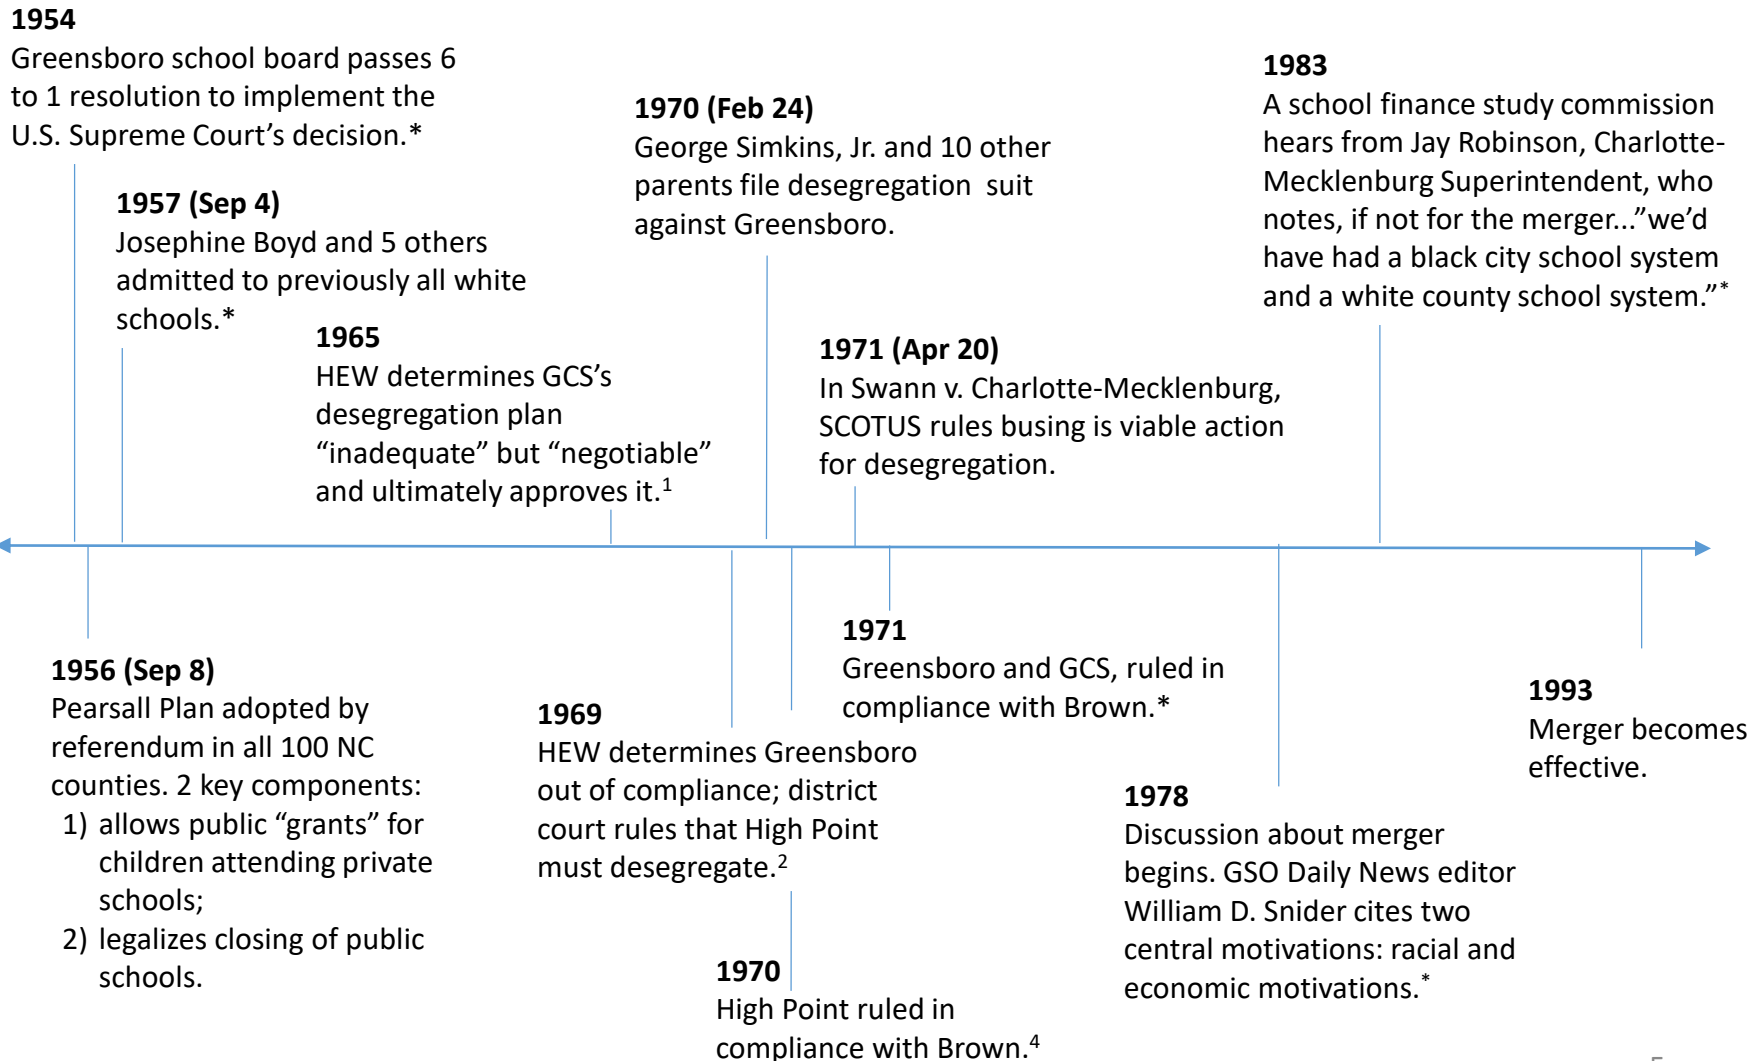 1954
Greensboro school board passes 6
to 1 resolution to implement the
U.S. Supreme Court’s decision.*
1957 (Sep 4)
Josephine Boyd and 5 others
admitted to previously all white
schools.*
1965
HEW determines GCS’s
desegregation plan
“inadequate” but “negotiable”
and ultimately approves it.1
1970 (Feb 24)
George Simkins, Jr. and 10 other
parents file desegregation suit
against Greensboro.
1971 (Apr 20)
In Swann v. Charlotte-Mecklenburg,
SCOTUS rules busing is viable action
for desegregation.
1983
A school finance study commission
hears from Jay Robinson, Charlotte-
Mecklenburg Superintendent, who
notes, if not for the merger...”we’d
have had a black city school system
and a white county school system.”*
1956 (Sep 8)
Pearsall Plan adopted by
referendum in all 100 NC
counties. 2 key components:
1) allows public “grants” for
children attending private
schools;
2) legalizes closing of public
schools.
1969
HEW determines Greensboro
out of compliance; district
court rules that High Point
must desegregate.2
1970
High Point ruled in
compliance with Brown.4
1971
Greensboro and GCS, ruled in
compliance with Brown.*
1978
Discussion about merger
begins. GSO Daily News editor
William D. Snider cites two
central motivations: racial and
economic motivations.*
1993
Merger becomes
effective.